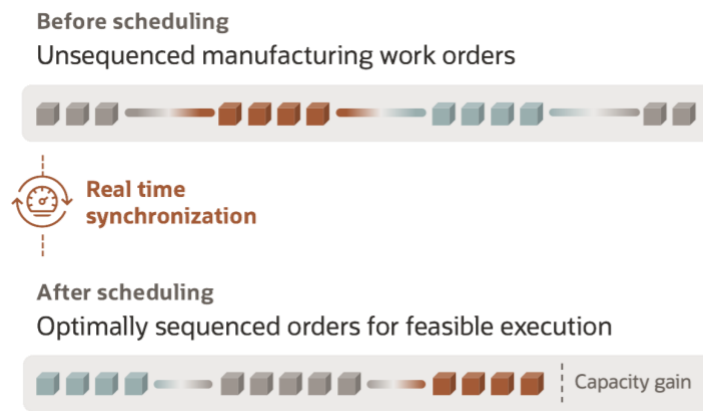 Before scheduling
Unsequenced manufacturing work orders
Real time
synchronization
After scheduling
Optimally sequenced orders for feasible execution
Capacity gain